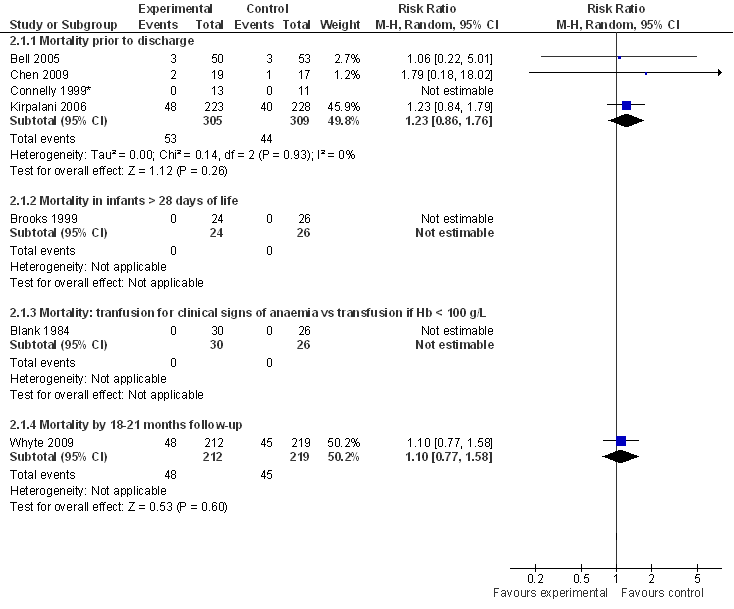 Experimental Control Risk Ratio Risk Ratio
Study or Subgroup Events Total Events Total Weight M-H, Random, 95% CI M-H, Random, 95% CI
2.1.1 Mortality prior to discharge
Bell 2005 3 50 3 53 2.7% 1.06 [0.22, 5.01]
Chen 2009 2 19 1 17 1.2% 1.79 [0.18, 18.02]
Connelly 1999* 0 13 0 11 Not estimable
Kirpalani 2006 48 223 40 228 45.9% 1.23 [0.84, 1.79]
Subtotal (95% CI) 305 309 49.8% 1.23 [0.86, 1.76]
Total events 53 44
Heterogeneity: Tau² = 0.00; Chi² = 0.14, df = 2 (P = 0.93); I² = 0%
Test for overall effect: Z = 1.12 (P = 0.26)
2.1.2 Mortality in infants > 28 days of life
Brooks 1999 0 24 0 26 Not estimable
Subtotal (95% CI) 24 26 Not estimable
Total events 0 0
Heterogeneity: Not applicable
Test for overall effect: Not applicable
2.1.3 Mortality: tranfusion for clinical signs of anaemia vs transfusion if Hb < 100 g/L
Blank 1984 0 30 0 26 Not estimable
Subtotal (95% CI) 30 26 Not estimable
Total events 0 0
Heterogeneity: Not applicable
Test for overall effect: Not applicable
2.1.4 Mortality by 18-21 months follow-up
Whyte 2009 48 212 45 219 50.2% 1.10 [0.77, 1.58]
Subtotal (95% CI) 212 219 50.2% 1.10 [0.77, 1.58]
Total events 48 45
Heterogeneity: Not applicable
Test for overall effect: Z = 0.53 (P = 0.60)
0.2 0.5 1 2 5
Favours experimental Favours control